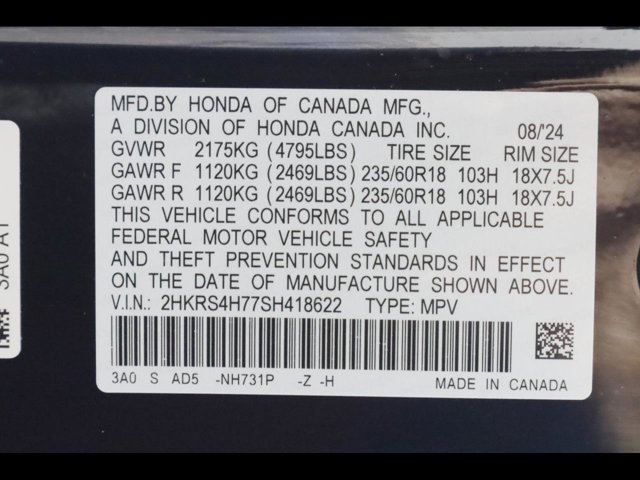 MFD.BY HONDA OF CANADA MFG.,
A DIVISION OF HONDA CANADA INC. 08/'24
GVWR 2175KG (4795LBS) TIRE SIZE RIM SIZE
GAWR F 1120KG (2469LBS) 235/60R18 103H 18X7.5J
GAWR R 1120KG (2469LBS) 235/60R18 103H 18X7.5J
THIS VEHICLE CONFORMS TO ALL APPLICABLE
FEDERAL MOTOR VEHICLE SAFETY
AND THEFT PREVENTION STANDARDS IN EFFECT
ON THE DATE OF MANUFACTURE SHOWN ABOVE.
V.I.N.: 2HKRS4H77SH418622 TYPE: MPV
3A0 S AD5 -NH731P -Z -H MADE IN CANADA
3A0 A1